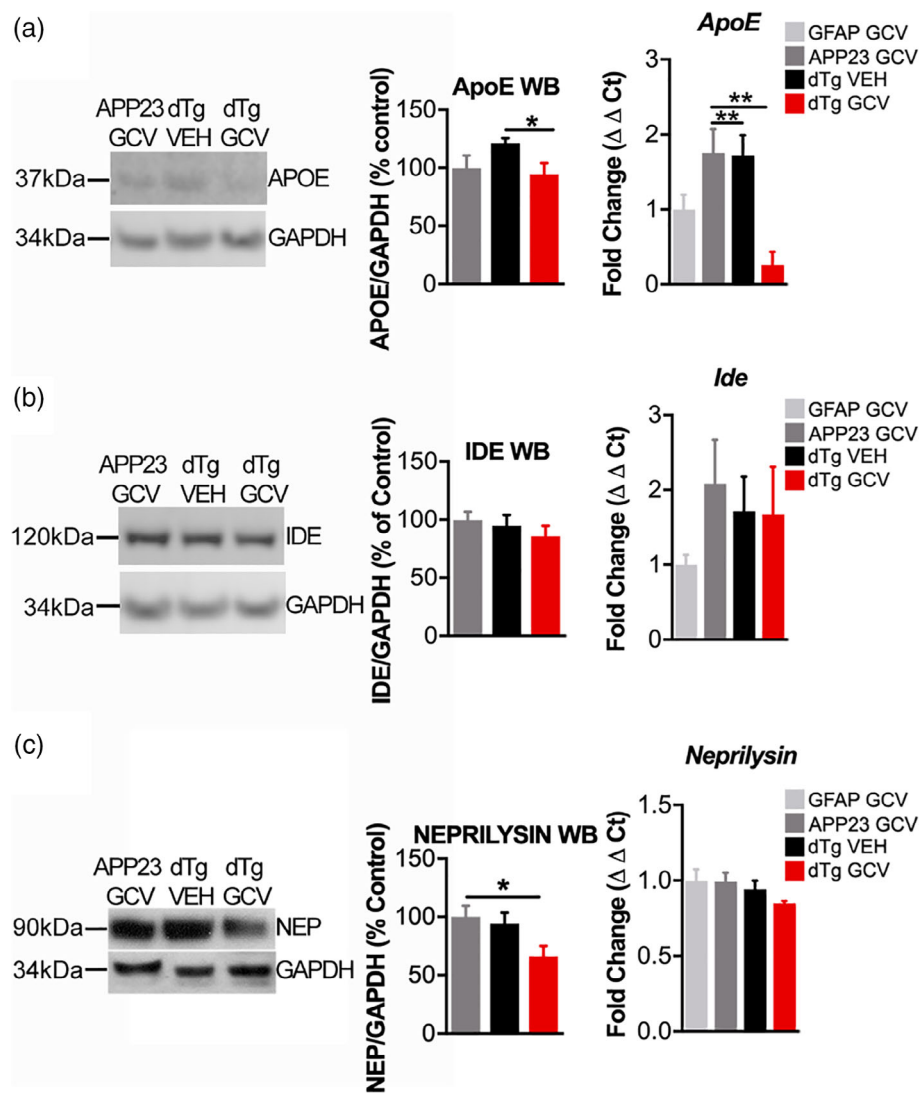 (a)
APP23 dTg dTg
GCV VEH GCV
37kDa APOE
34kDa GAPDH
ApoE WB
APOE/GAPDH (% control)
150
100
50
0
*
ApoE
Fold Change (Δ Δ Ct)
3
2
1
0
**
**
GFAP GCV
APP23 GCV
dTg VEH
dTg GCV
(b)
APP23 dTg dTg
GCV VEH GCV
120kDa IDE
34kDa GAPDH
IDE WB
IDE/GAPDH (% of Control)
150
100
50
0
Ide
Fold Change (Δ Δ Ct)
3
2
1
0
GFAP GCV
APP23 GCV
dTg VEH
dTg GCV
(c)
APP23 dTg dTg
GCV VEH GCV
90kDa NEP
34kDa GAPDH
NEPRILYSIN WB
NEP/GAPDH (% Control)
150
100
50
0
*
Neprilysin
Fold Change (Δ Δ Ct)
1.5
1.0
0.5
0.0
GFAP GCV
APP23 GCV
dTg VEH
dTg GCV